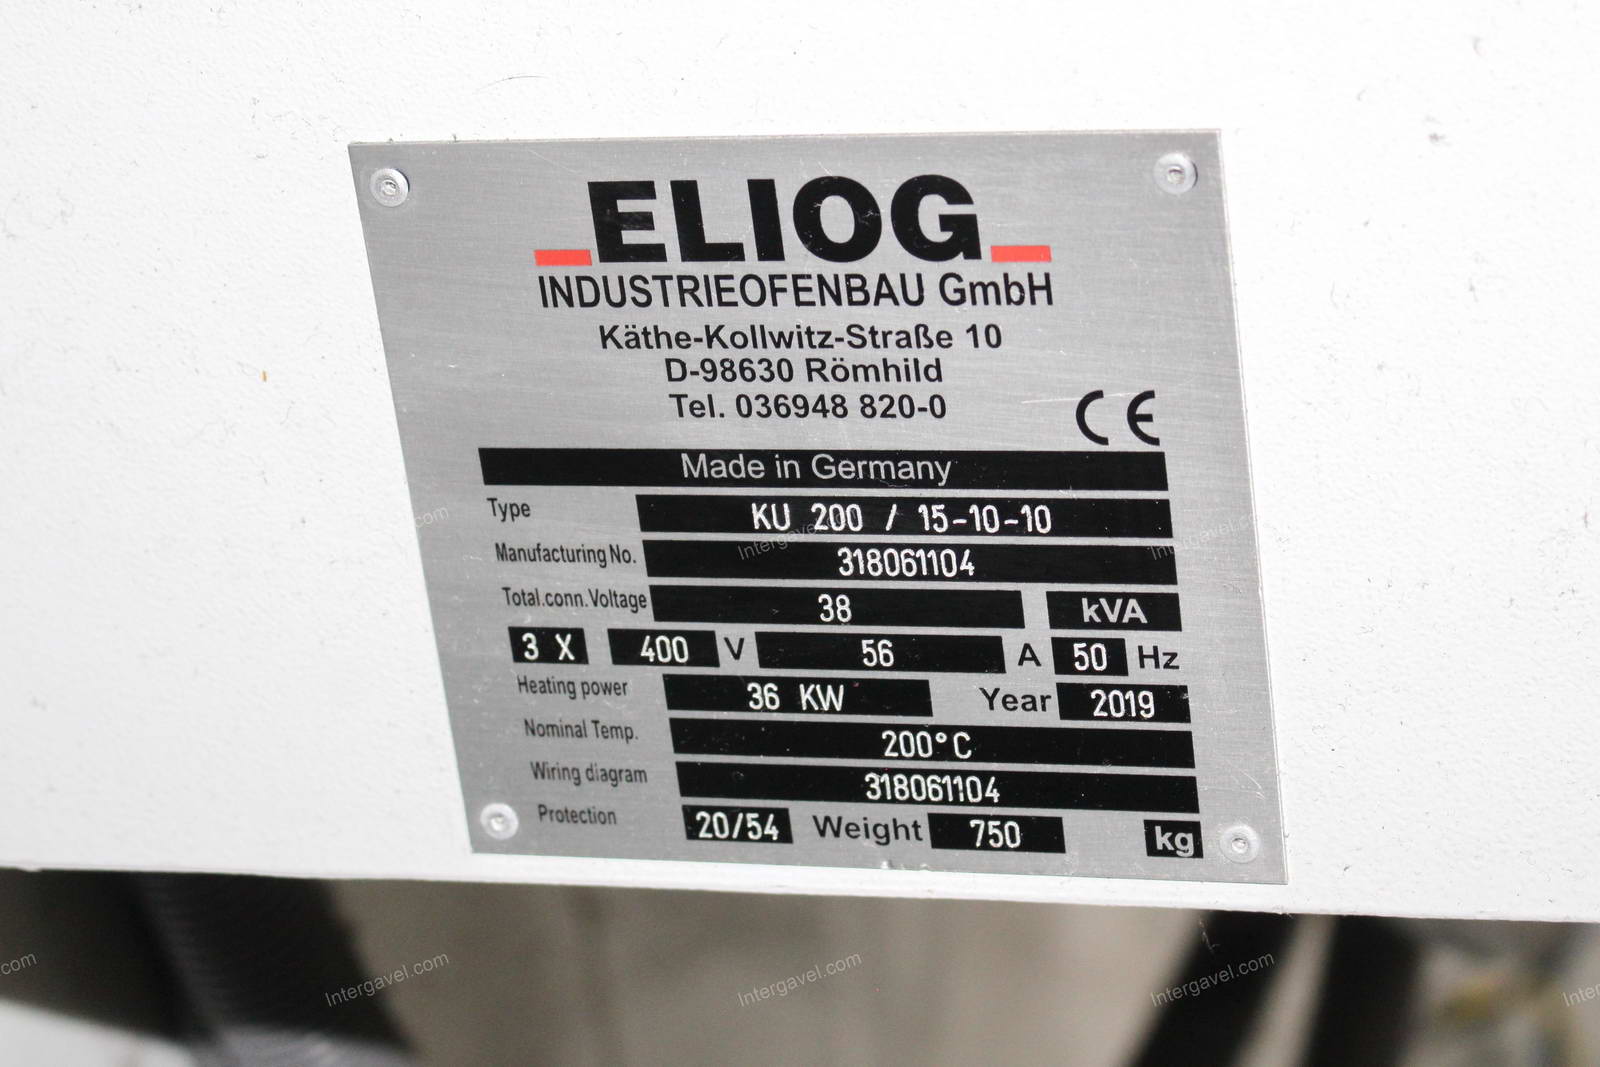 ELIOG
INDUSTRIEOFENBAU GmbH
Käthe-Kollwitz-Straße 10
D-98630 Römhild
Tel. 036948 820-0
CE
Made in Germany
Type KU 200 / 15-10-10
Manufacturing No. 318061104
Total.conn.Voltage 38 kVA
3 X 400 V 56 A 50 Hz
Heating power 36 KW Year 2019
Nominal Temp. 200°C
Wiring diagram 318061104
Protection 20/54 Weight 750 kg
Intergavel.com
Intergavel.com
Intergavel.com